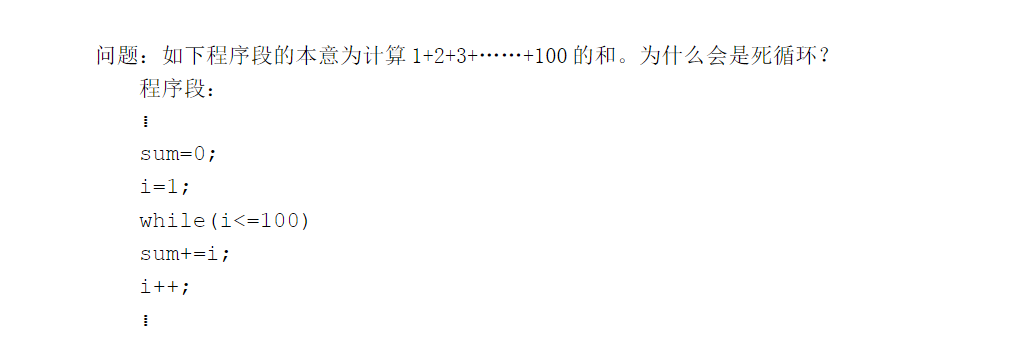 问题：如下程序段的本意为计算 1+2+3+……+100 的和。为什么会是死循环？
程序段：
⁞
sum=0;
i=1;
while(i<=100)
sum+=i;
i++;
⁞